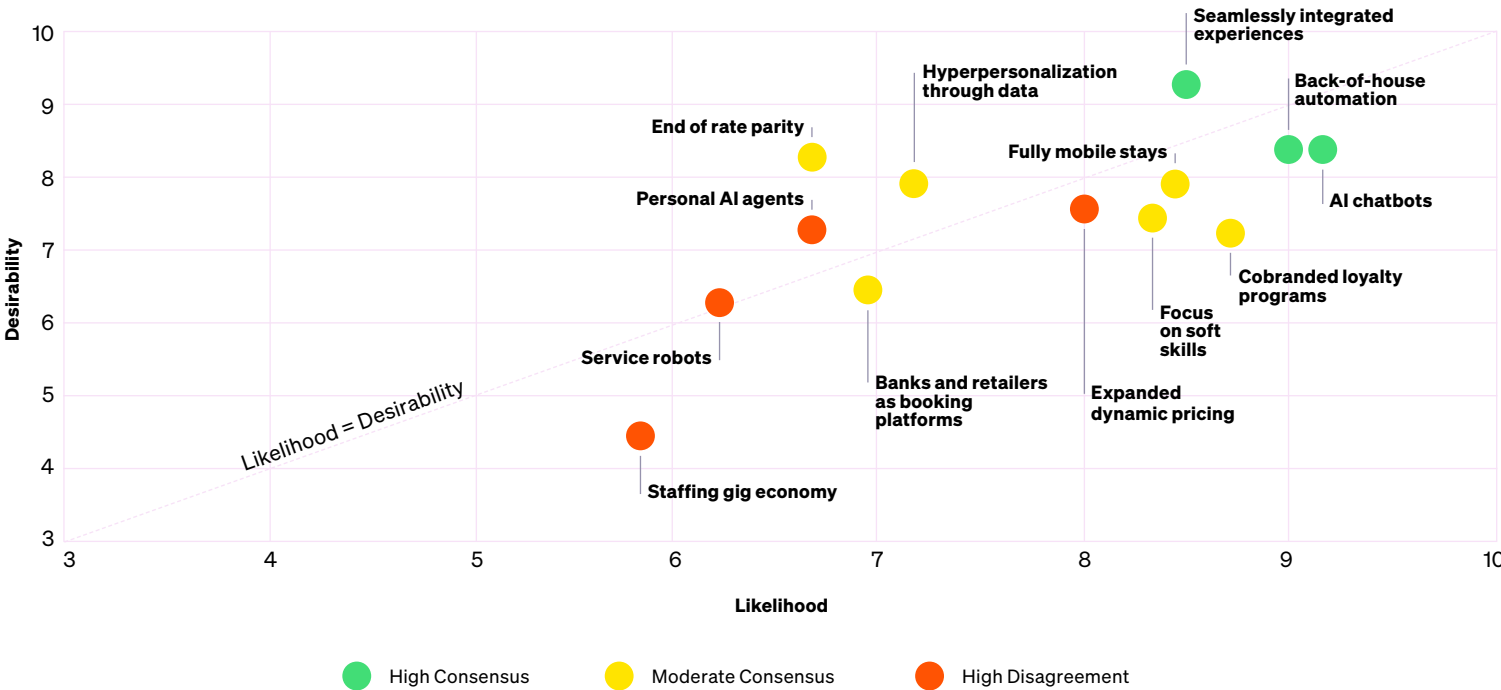 Seamlessly integrated
experiences
Hyperpersonalization
through data
Back-of-house
automation
End of rate parity
Fully mobile stays
Personal AI agents
AI chatbots
Cobranded loyalty
programs
Focus
on soft
skills
Service robots
Banks and retailers
as booking
platforms
Expanded
dynamic pricing
Likelihood = Desirability
Staffing gig economy
Desirability
10
9
8
7
6
5
4
3
3
4
5
6
7
8
9
10
Likelihood
High Consensus
Moderate Consensus
High Disagreement